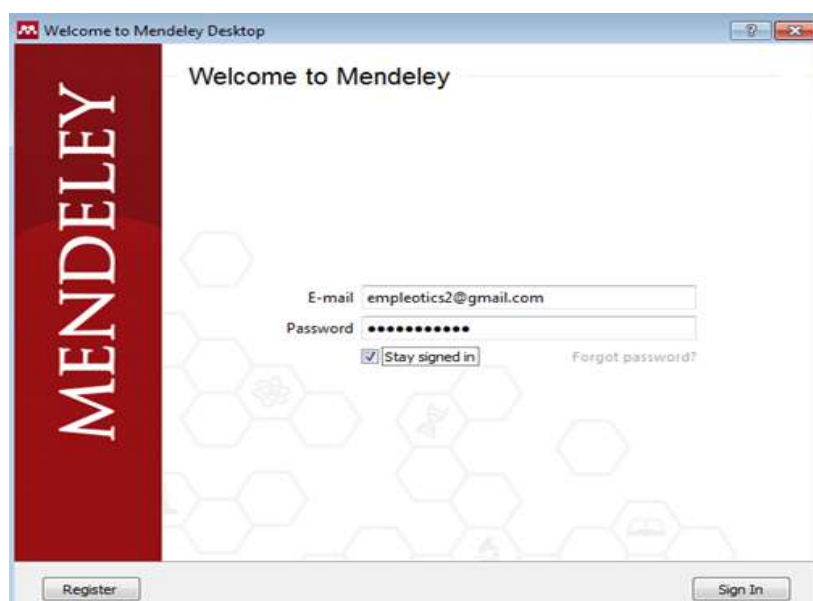 Welcome to Mendeley Desktop
Welcome to Mendeley
MENDELEY
E-mail empleotics2@gmail.com
Password •••••••••••
Stay signed in Forgot password?
Register Sign In